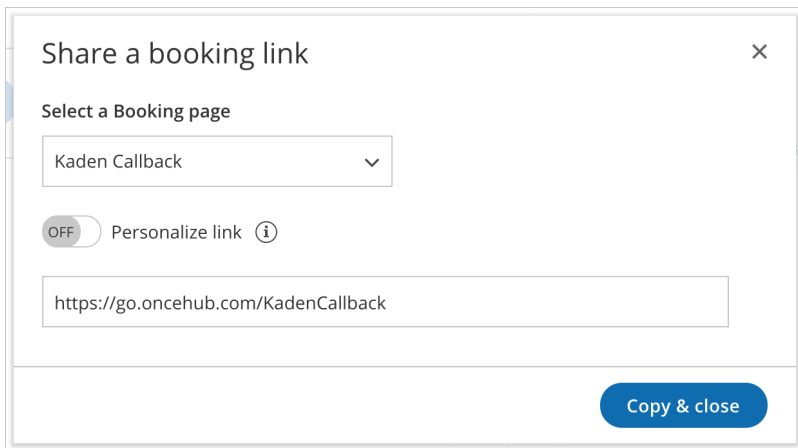 Share a booking link
Select a Booking page
Kaden Callback
OFF Personalize link
https://go.oncehub.com/KadenCallback
Copy & close